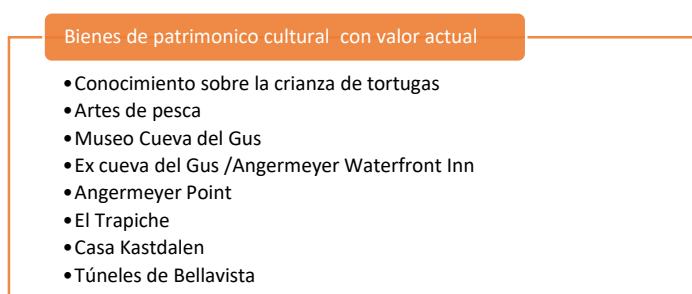 Bienes de patrimonico cultural con valor actual
•Conocimiento sobre la crianza de tortugas
•Artes de pesca
•Museo Cueva del Gus
•Ex cueva del Gus /Angermeyer Waterfront Inn
•Angermeyer Point
•El Trapiche
•Casa Kastdalen
•Túneles de Bellavista